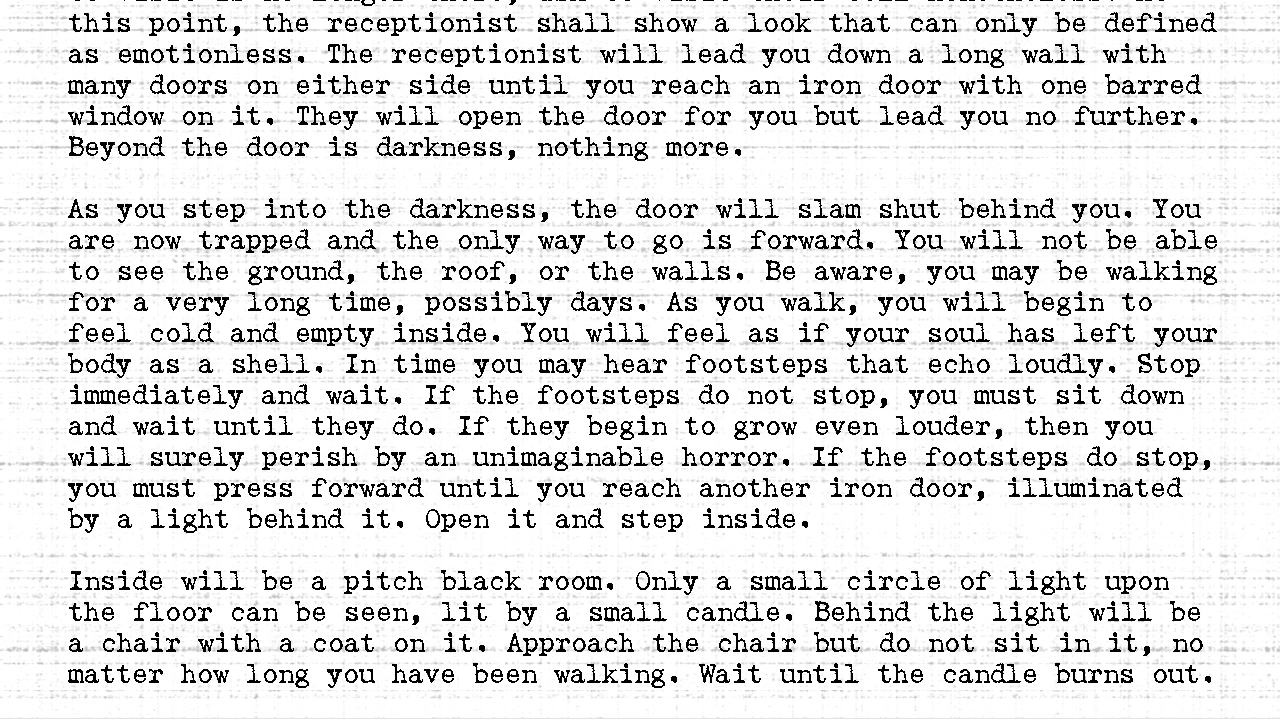 this point, the receptionist shall show a look that can only be defined
as emotionless. The receptionist will lead you down a long wall with
many doors on either side until you reach an iron door with one barred
window on it. They will open the door for you but lead you no further.
Beyond the door is darkness, nothing more.
As you step into the darkness, the door will slam shut behind you. You
are now trapped and the only way to go is forward. You will not be able
to see the ground, the roof, or the walls. Be aware, you may be walking
for a very long time, possibly days. As you walk, you will begin to
feel cold and empty inside. You will feel as if your soul has left your
body as a shell. In time you may hear footsteps that echo loudly. Stop
immediately and wait. If the footsteps do not stop, you must sit down
and wait until they do. If they begin to grow even louder, then you
will surely perish by an unimaginable horror. If the footsteps do stop,
you must press forward until you reach another iron door, illuminated
by a light behind it. Open it and step inside.
Inside will be a pitch black room. Only a small circle of light upon
the floor can be seen, lit by a small candle. Behind the light will be
a chair with a coat on it. Approach the chair but do not sit in it, no
matter how long you have been walking. Wait until the candle burns out.